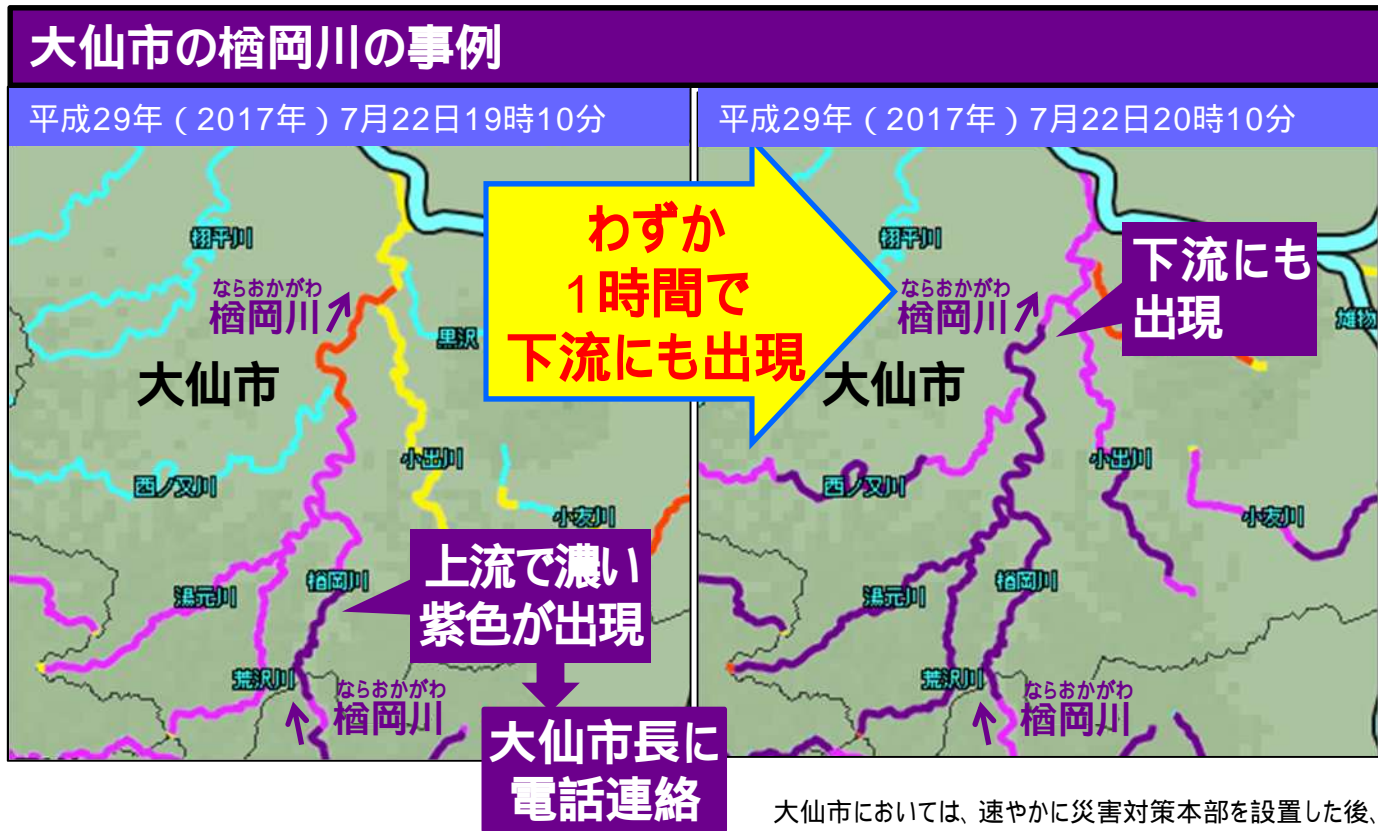 大仙市の楢岡川の事例
平成29年（2017年）7月22日19時10分
栩平川
ならおかがわ
楢岡川
黒沢
大仙市
西ノ又川
小出川
小友川
上流で濃い
紫色が出現
湯元川
楢岡川
荒沢川
ならおかがわ
楢岡川
大仙市長に
電話連絡
わずか
1時間で
下流にも出現
平成29年（2017年）7月22日20時10分
栩平川
下流にも
出現
ならおかがわ
楢岡川
雄物
大仙市
西ノ又川
小出川
小友川
湯元川
楢岡川
荒沢川
ならおかがわ
楢岡川
大仙市においては、速やかに災害対策本部を設置した後、